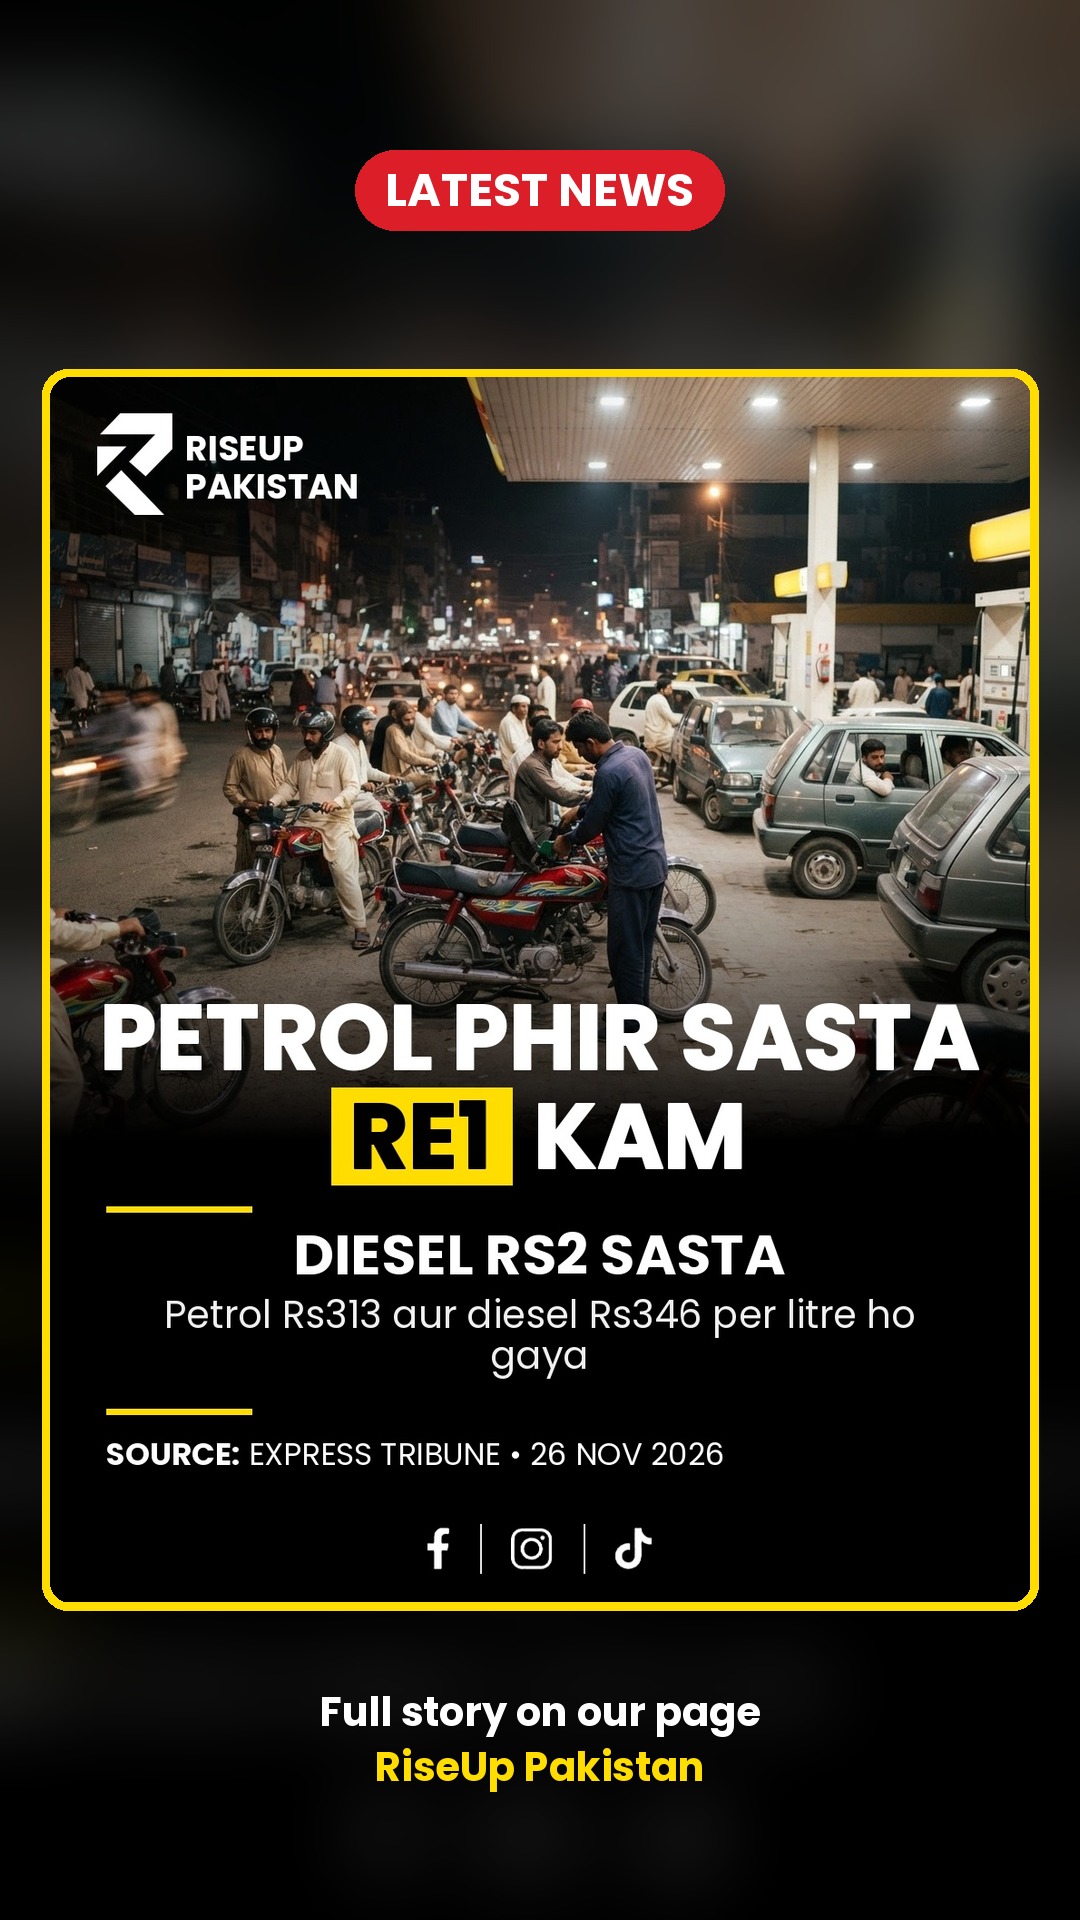 LATEST NEWS
RISEUP
PAKISTAN
PETROL PHIR SASTA
RE1 KAM
DIESEL RS2 SASTA
Petrol Rs313 aur diesel Rs346 per litre ho
gaya
SOURCE: EXPRESS TRIBUNE • 26 NOV 2026
Full story on our page
RiseUp Pakistan